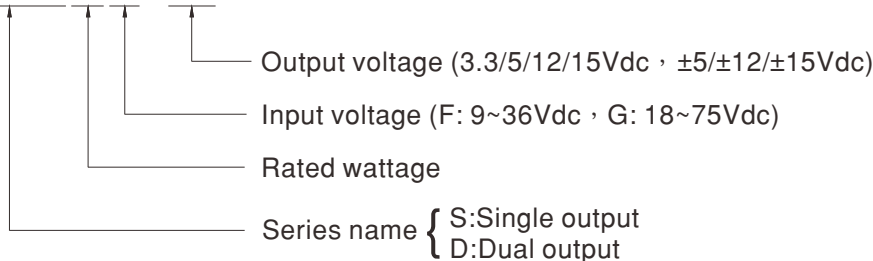 Output voltage (3.3/5/12/15Vdc，±5/±12/±15Vdc)
Input voltage (F: 9~36Vdc，G: 18~75Vdc)
Rated wattage
Series name { S:Single output
D:Dual output